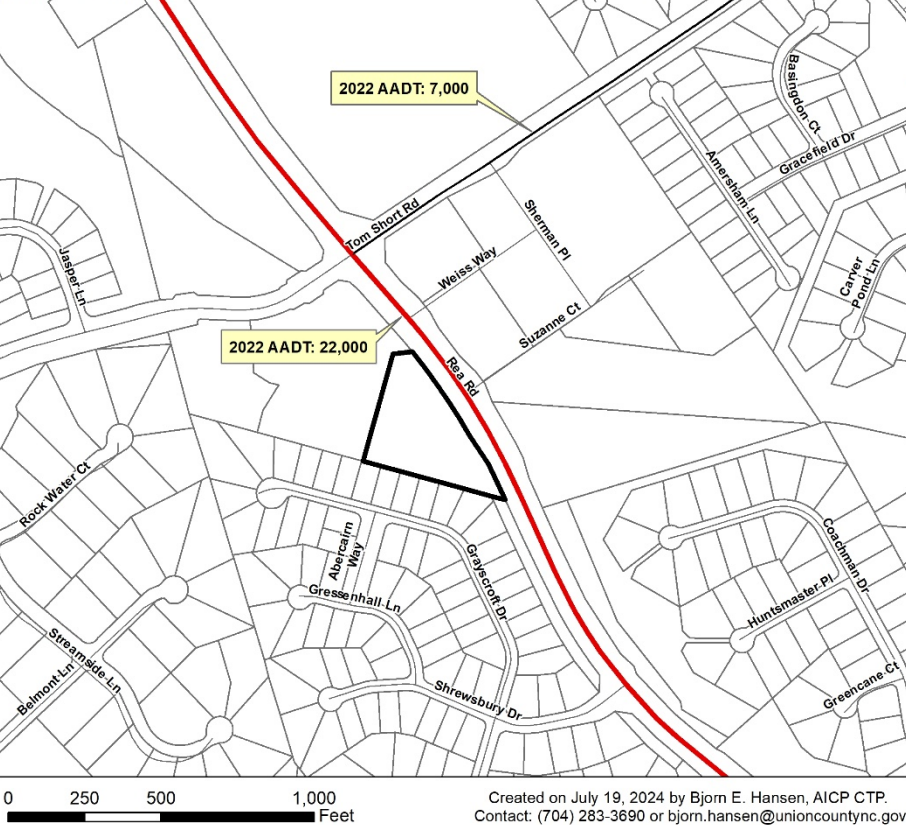 2022 AADT: 7,000
Basingdon Ct
Gracefield Dr
Amersham Ln
Tom Short Rd
Sherman Pl
Weiss Way
Jasper Ln
Carver
Pond Ln
Suzanne Ct
2022 AADT: 22,000
Rea Rd
Rock Water Ct
Abercairn
Way
Grayscroft Dr
Coachman Dr
Gressenhall Ln
Huntsmaster Pl
Streamside Ln
Belmont Ln
Shrewsbury Dr
Greencane Ct
0 250 500 1,000
Feet
Created on July 19, 2024 by Bjorn E. Hansen, AICP CTP.
Contact: (704) 283-3690 or bjorn.hansen@unioncountync.gov